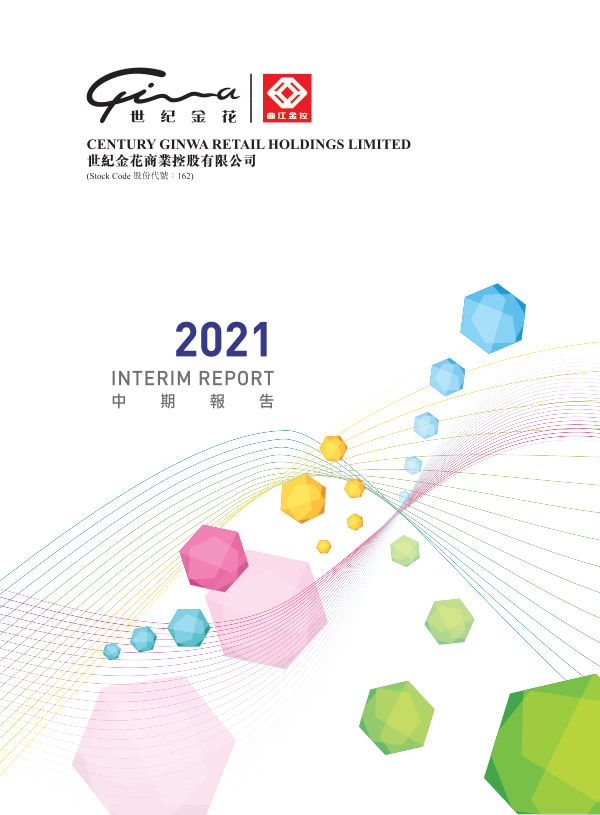 Ginwa
世纪金花
曲江金控
CENTURY GINWA RETAIL HOLDINGS LIMITED
世紀金花商業控股有限公司
(Stock Code 股份代號：162)
2021
INTERIM REPORT
中期報告